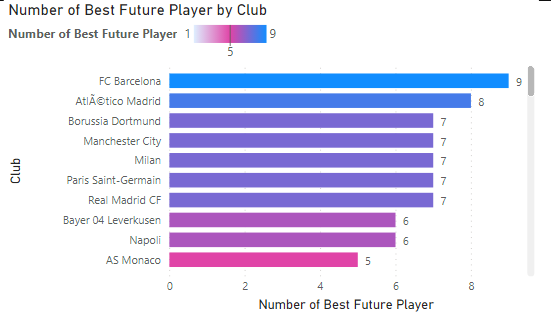 Number of Best Future Player by Club
Number of Best Future Player 1 9
5
FC Barcelona 9
AtlÃ©tico Madrid 8
Borussia Dortmund 7
Manchester City 7
Milan 7
Paris Saint-Germain 7
Real Madrid CF 7
Bayer 04 Leverkusen 6
Napoli 6
AS Monaco 5
Club
0 2 4 6 8
Number of Best Future Player